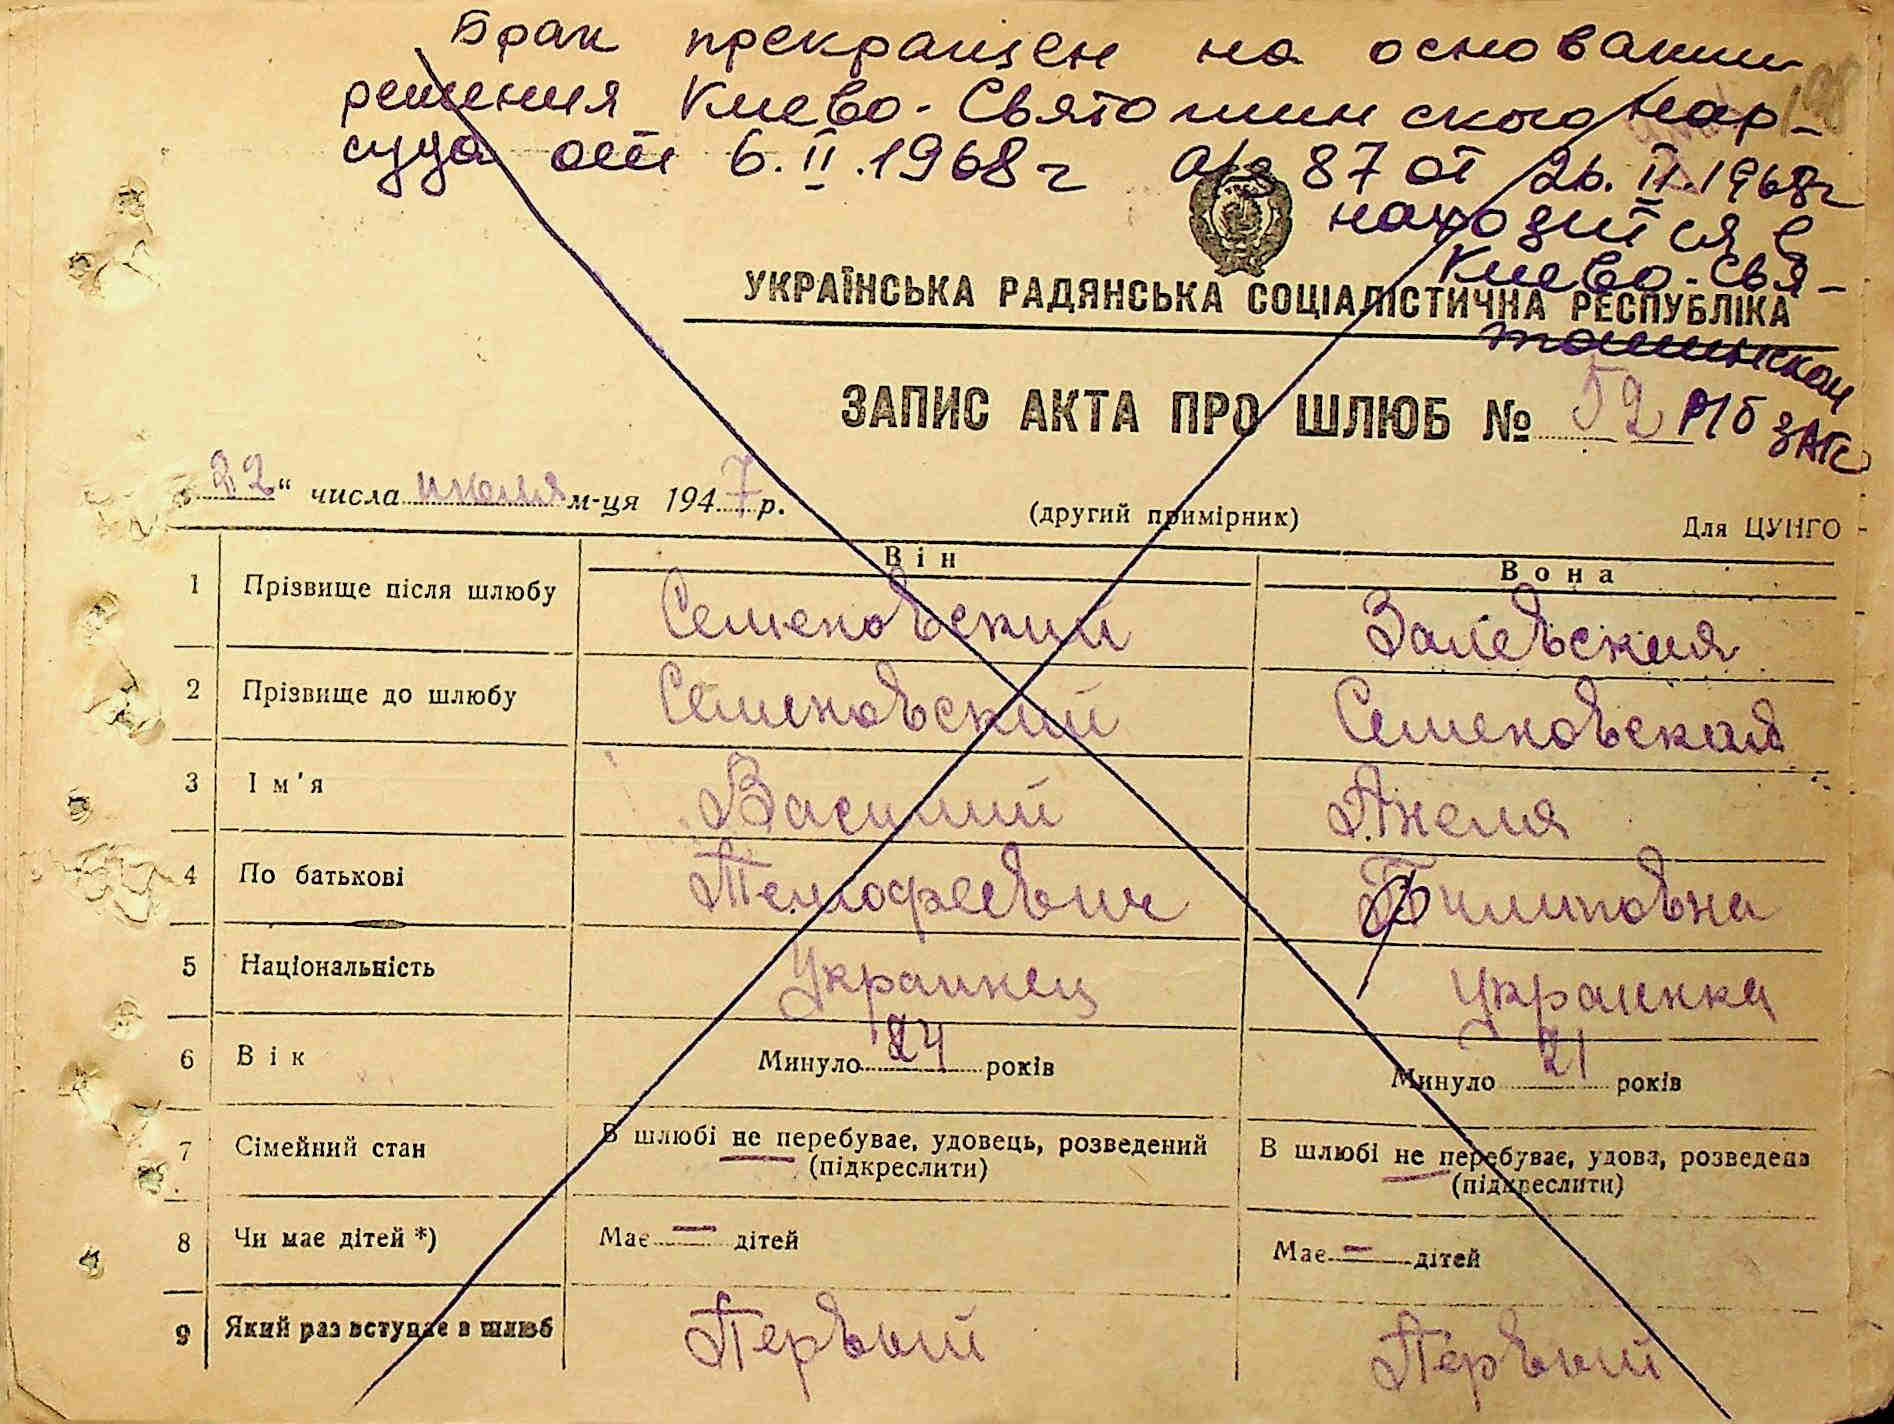 Брак прекращен на основании
решения Киево-Святошинского нар-
суда от 6.II.1968г а/з 87 от 26.II.1968г
находится в
Киево-Свя-
тошинском
УКРАЇНСЬКА РАДЯНСЬКА СОЦІАЛІСТИЧНА РЕСПУБЛІКА
ЗАПИС АКТА ПРО ШЛЮБ № 52 Р/б ЗАГС
„22“ числа июля м-ця 1947 р.
(другий примірник)
Для ЦУНГО
Він
Вона
1 Прізвище після шлюбу Семеновский Залевская
2 Прізвище до шлюбу Семеновский Семеновская
3 Ім'я Василий Анеля
4 По батькові Темофеевич Филиповна
5 Національність Украинец Украинка
6 Вік Минуло 24 років Минуло 21 років
7 Сімейний стан В шлюбі не перебуває, удовець, розведений В шлюбі не перебуває, удова, розведена
(підкреслити) (підкреслити)
8 Чи має дітей *) Має — дітей Має — дітей
9 Який раз вступає в шлюб Первый Первый